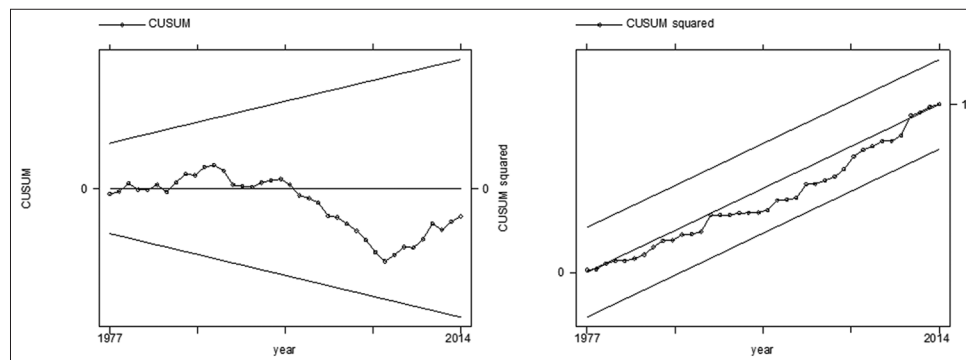 CUSUM
CUSUM
0
0
1977
2014
year
CUSUM squared
CUSUM squared
1
0
1977
2014
year